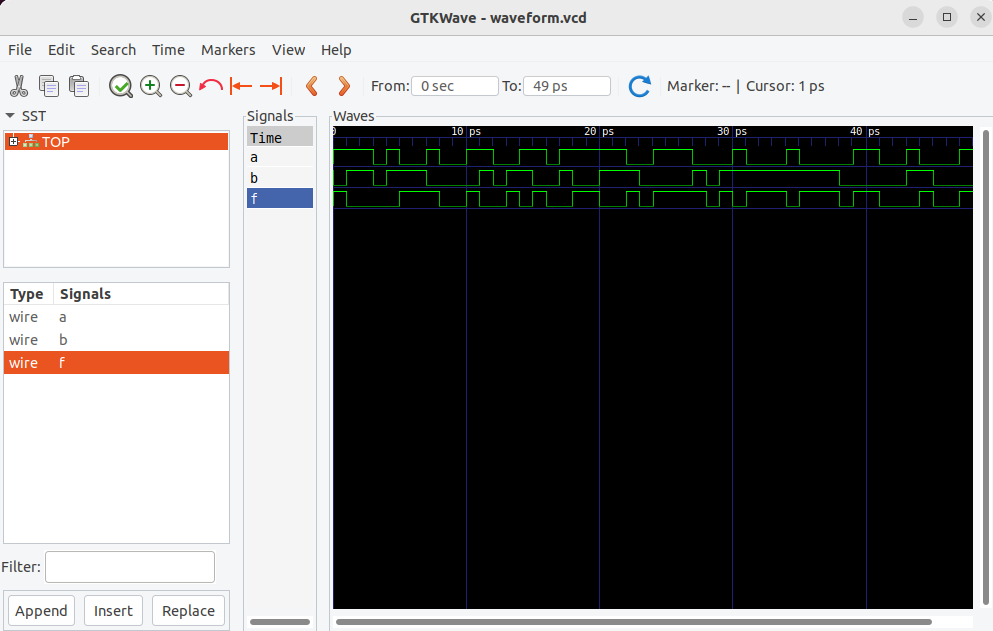 GTKWave - waveform.vcd
File Edit Search Time Markers View Help
From: 0 sec To: 49 ps Marker: -- | Cursor: 1 ps
SST
TOP
Type Signals
wire a
wire b
wire f
Filter:
Append Insert Replace
Signals
Time
a
b
f
Waves
0 10 ps 20 ps 30 ps 40 ps